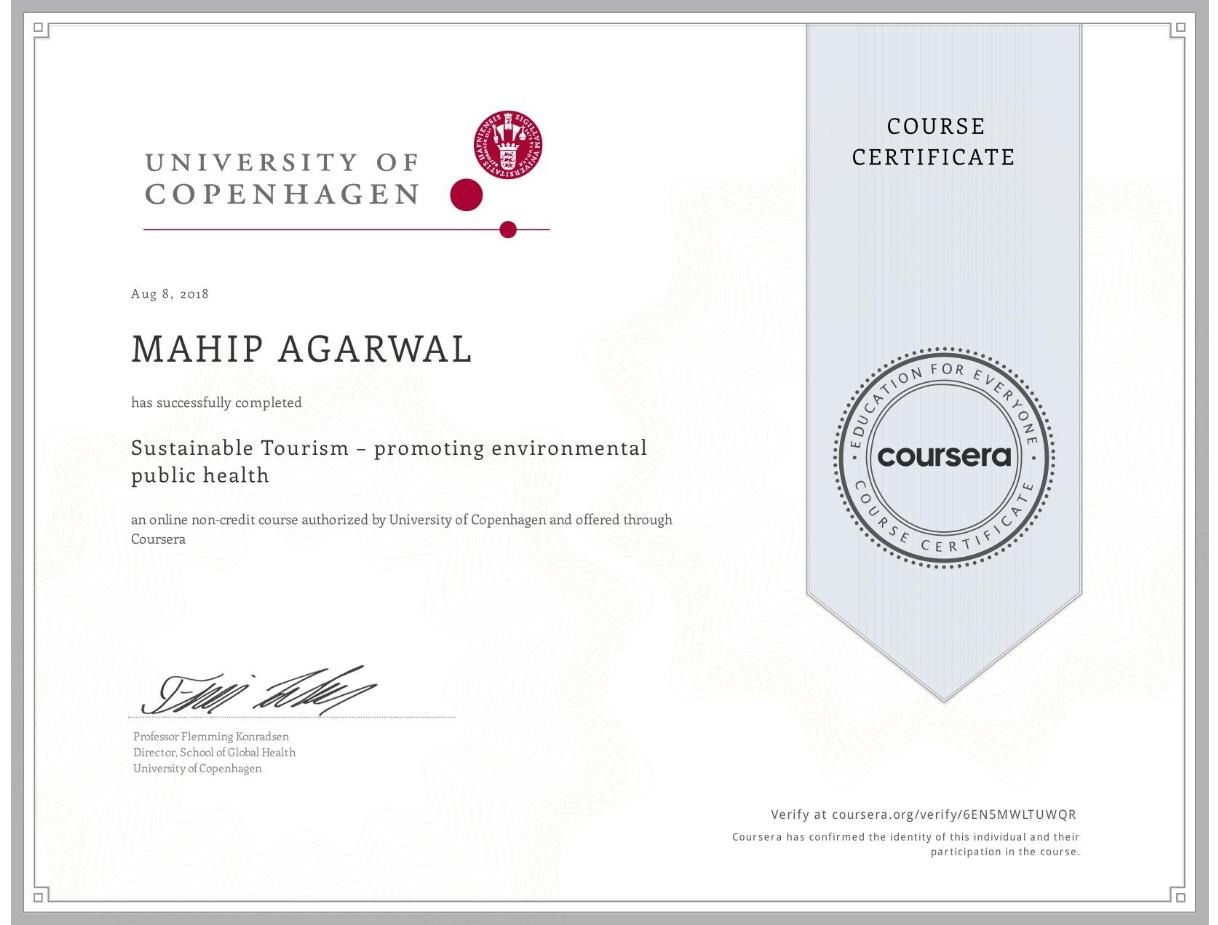 UNIVERSITY OF
COPENHAGEN
SIGILLVM VNIVERSITATIS HAFNIENSIS
COURSE
CERTIFICATE
Aug 8, 2018
MAHIP AGARWAL
has successfully completed
Sustainable Tourism – promoting environmental
public health
an online non-credit course authorized by University of Copenhagen and offered through
Coursera
EDUCATION FOR EVERYONE
coursera
COURSE CERTIFICATE
Professor Flemming Konradsen
Director, School of Global Health
University of Copenhagen
Verify at coursera.org/verify/6EN5MWLTUWQR
Coursera has confirmed the identity of this individual and their
participation in the course.